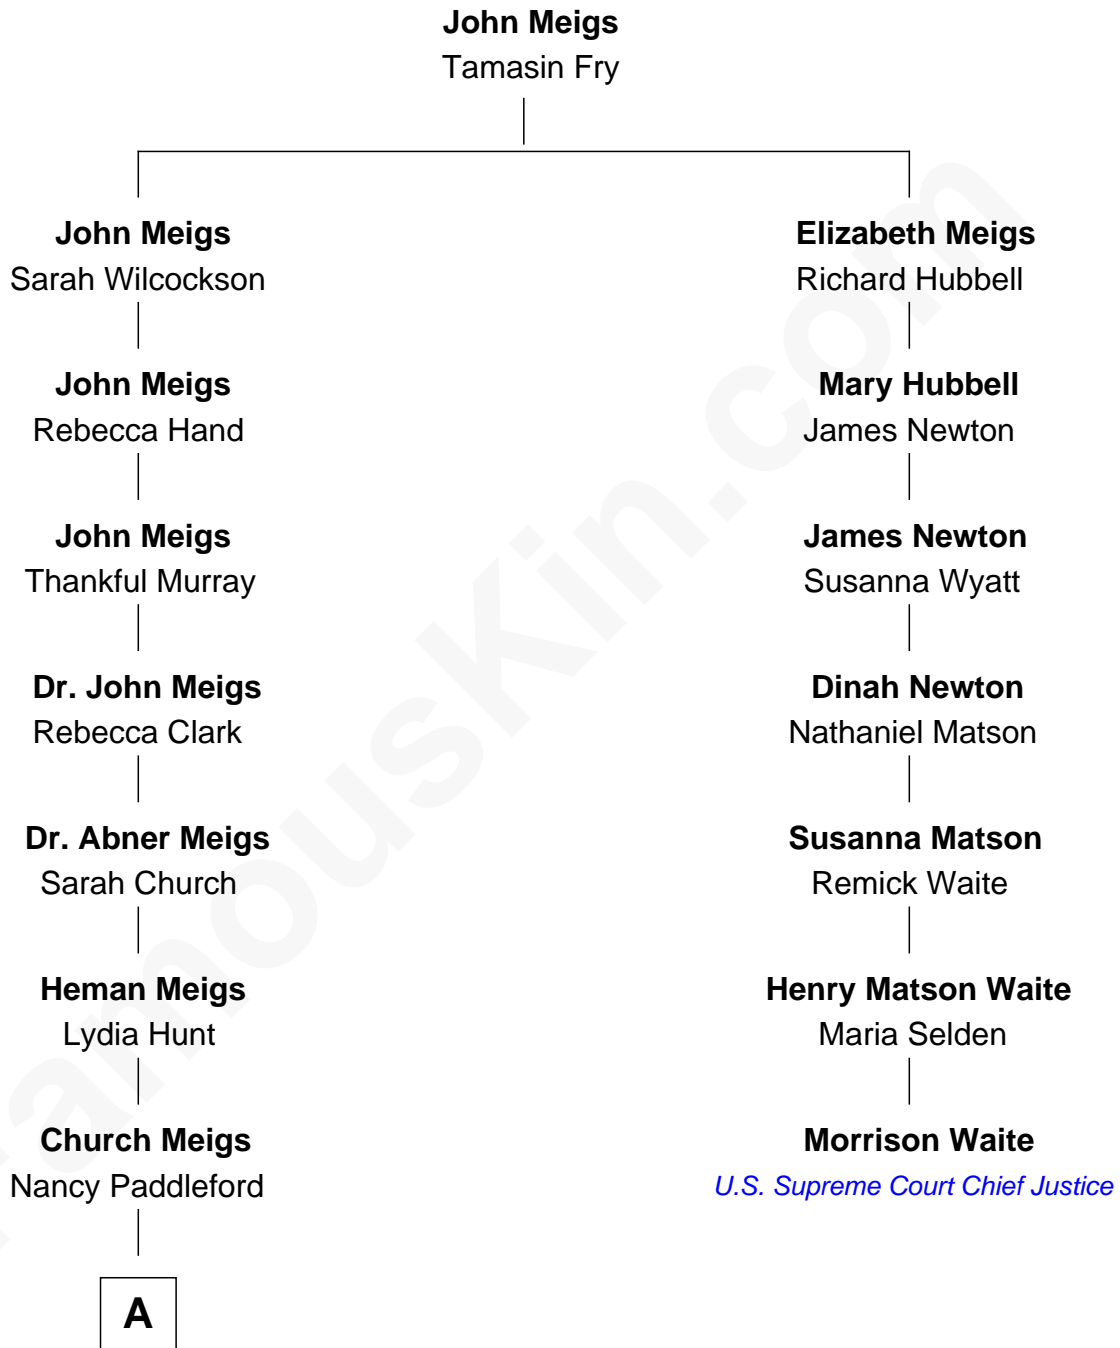 John Meigs
Tamasin Fry
John Meigs
Sarah Wilcockson
Elizabeth Meigs
Richard Hubbell
John Meigs
Rebecca Hand
Mary Hubbell
James Newton
John Meigs
Thankful Murray
James Newton
Susanna Wyatt
Dr. John Meigs
Rebecca Clark
Dinah Newton
Nathaniel Matson
Dr. Abner Meigs
Sarah Church
Susanna Matson
Remick Waite
Heman Meigs
Lydia Hunt
Henry Matson Waite
Maria Selden
Church Meigs
Nancy Paddleford
Morrison Waite
U.S. Supreme Court Chief Justice
A
FamousKin.com